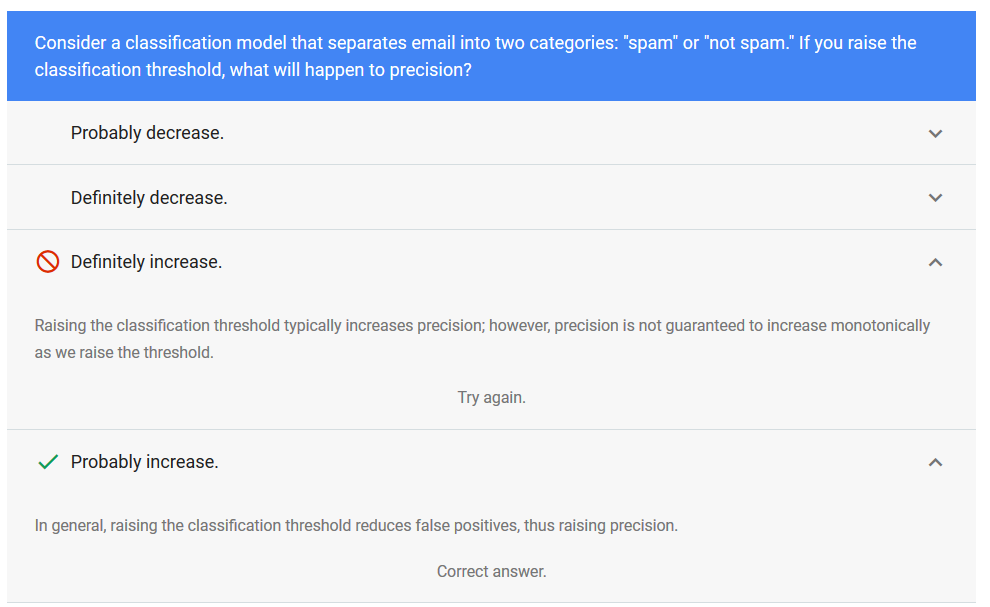 Consider a classification model that separates email into two categories: "spam" or "not spam." If you raise the
classification threshold, what will happen to precision?
Probably decrease.
Definitely decrease.
Definitely increase.
Raising the classification threshold typically increases precision; however, precision is not guaranteed to increase monotonically
as we raise the threshold.
Try again.
Probably increase.
In general, raising the classification threshold reduces false positives, thus raising precision.
Correct answer.